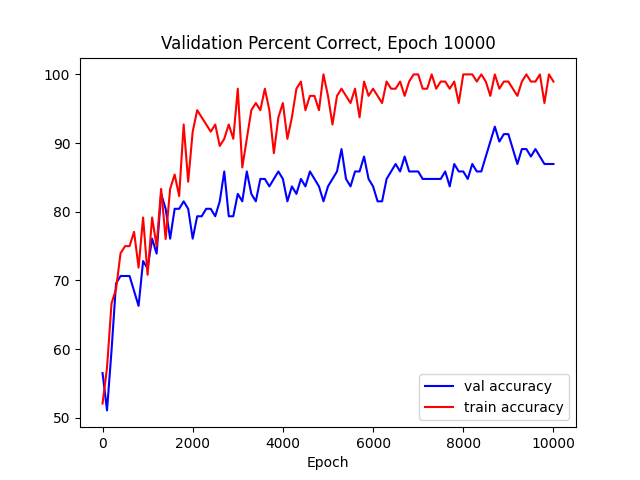 Validation Percent Correct, Epoch 10000
100
90
80
70
60
50
val accuracy
train accuracy
0 2000 4000 6000 8000 10000
Epoch